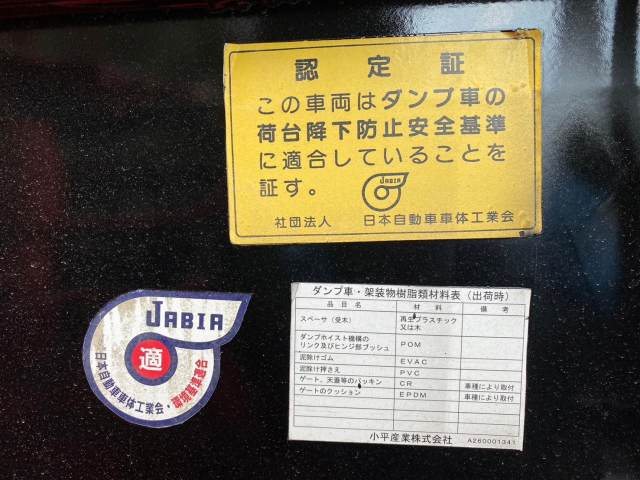 認定証
この車両はダンプ車の
荷台降下防止安全基準
に適合していることを
証す。
JABIA
社団法人 日本自動車車体工業会
JABIA
適
日本自動車車体工業会・
ダンプ車・架装物樹脂類材料表（出荷時）
品名 材料 備考
スペーサ（受木） 再生プラスチック
又は木
ダンプホイスト機構の
リンク及びヒンジ部ブッシュ POM
泥除けゴム EVAC
泥除け押さえ PVC
ゲート、天蓋等のパッキン CR 車種により取付
ゲートのクッション EPDM 車種により取付
小平産業株式会社 A260001341